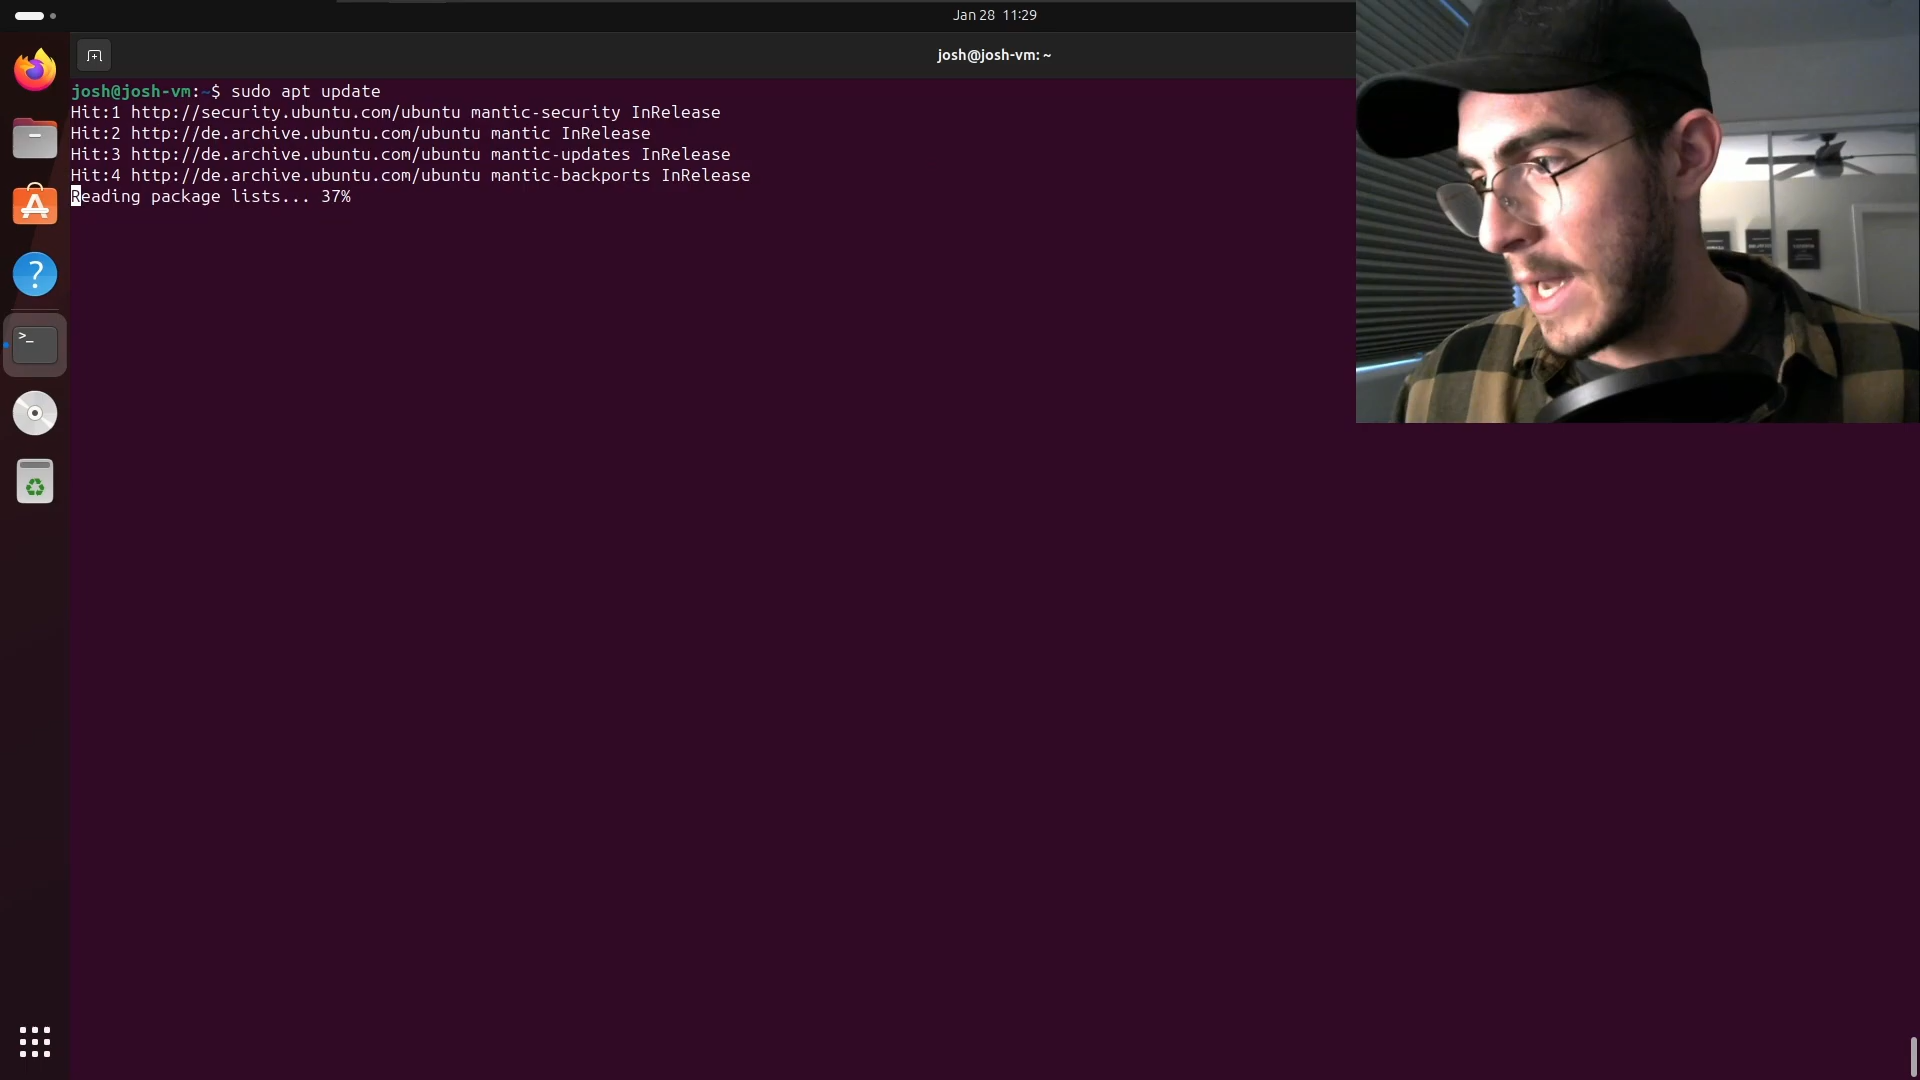 Jan 28 11:29
josh@josh-vm: ~
josh@josh-vm:~$ sudo apt update
Hit:1 http://security.ubuntu.com/ubuntu mantic-security InRelease
Hit:2 http://de.archive.ubuntu.com/ubuntu mantic InRelease
Hit:3 http://de.archive.ubuntu.com/ubuntu mantic-updates InRelease
Hit:4 http://de.archive.ubuntu.com/ubuntu mantic-backports InRelease
Reading package lists... 37%